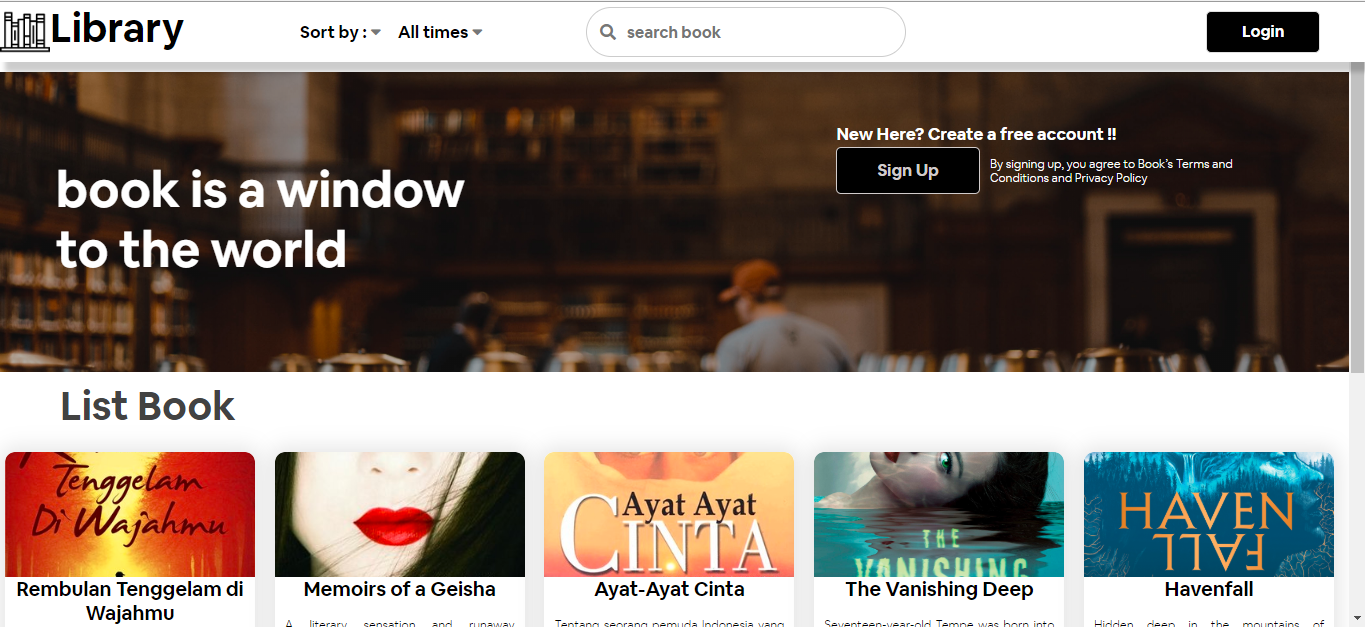 Library
Sort by :
All times
search book
Login
New Here? Create a free account !!
Sign Up
By signing up, you agree to Book's Terms and
Conditions and Privacy Policy
book is a window
to the world
List Book
Tenggelam
Di Wajahmu
Rembulan Tenggelam di
Wajahmu
Memoirs of a Geisha
A literary sensation and runaway
Ayat Ayat
CINTA
Ayat-Ayat Cinta
Tentang seorang pemuda Indonesia yang
THE
VANISHING
The Vanishing Deep
Seventeen-year-old Tempe was born into
HAVEN
FALL
Havenfall
Hidden deep in the mountains of